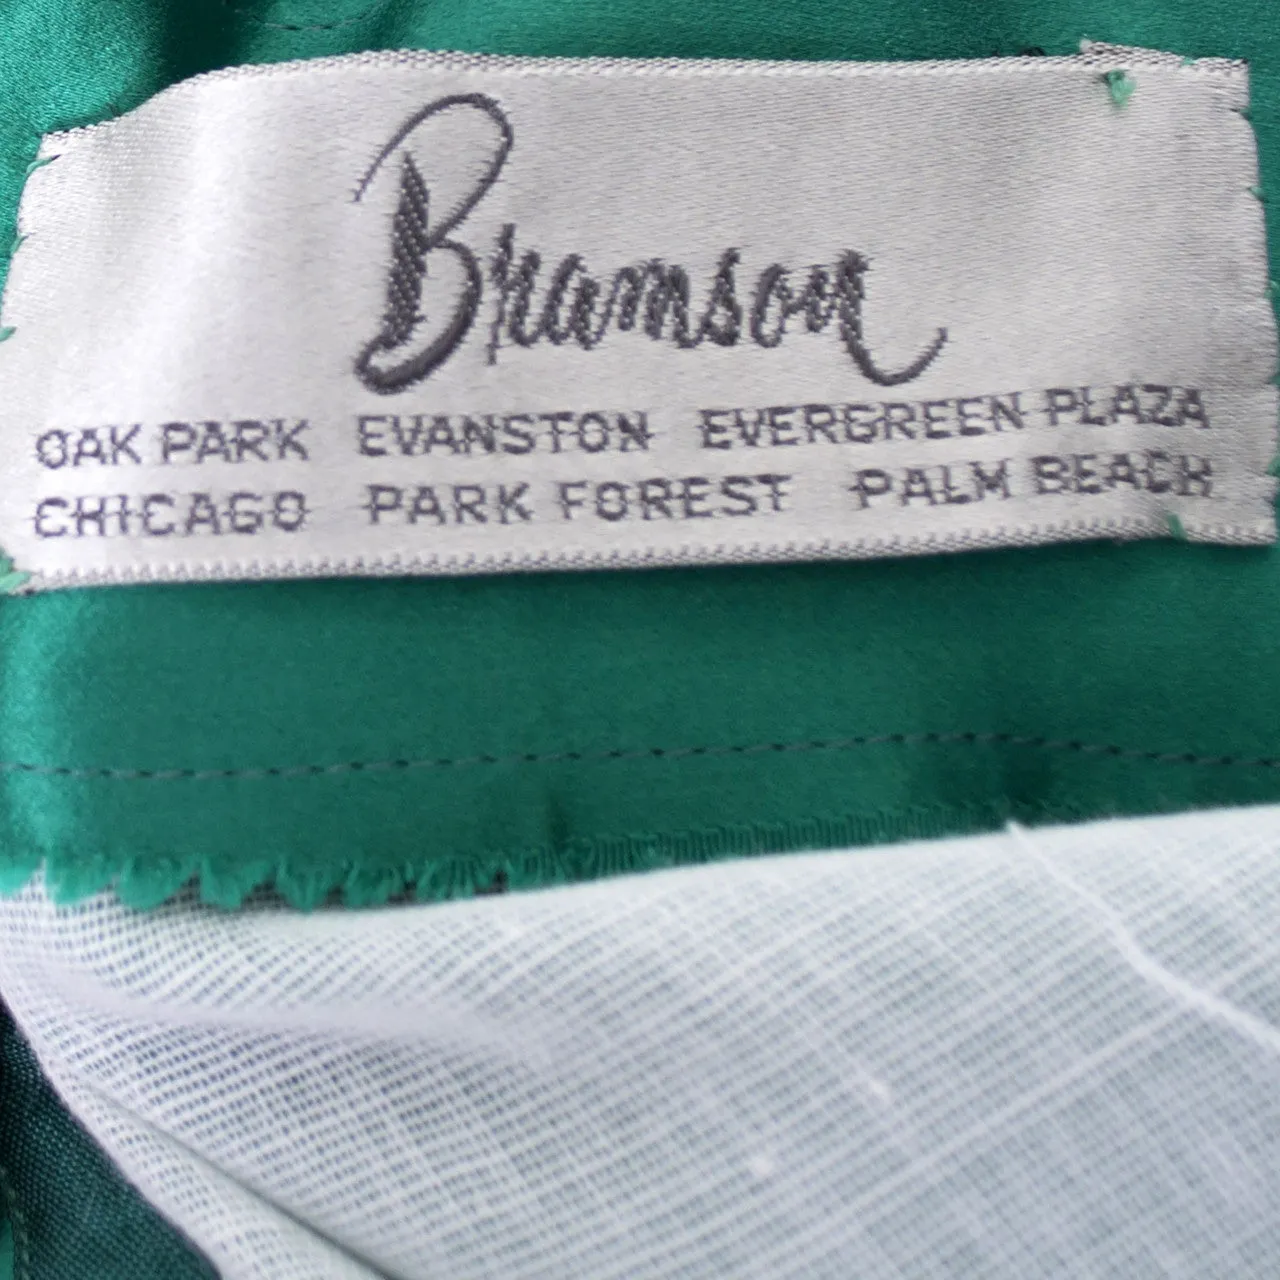 Bramson
OAK PARK EVANSTON EVERGREEN PLAZA
CHICAGO PARK FOREST PALM BEACH